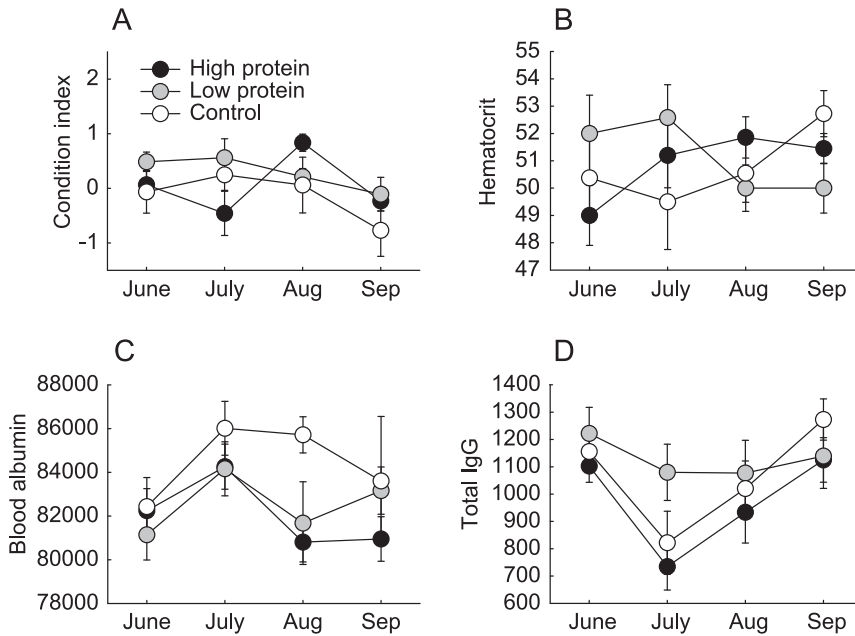 A
Condition index
2
1
0
-1
High protein
Low protein
Control
June July Aug Sep
B
Hematocrit
55
54
53
52
51
50
49
48
47
June July Aug Sep
C
Blood albumin
88000
86000
84000
82000
80000
78000
June July Aug Sep
D
Total IgG
1400
1300
1200
1100
1000
900
800
700
600
June July Aug Sep